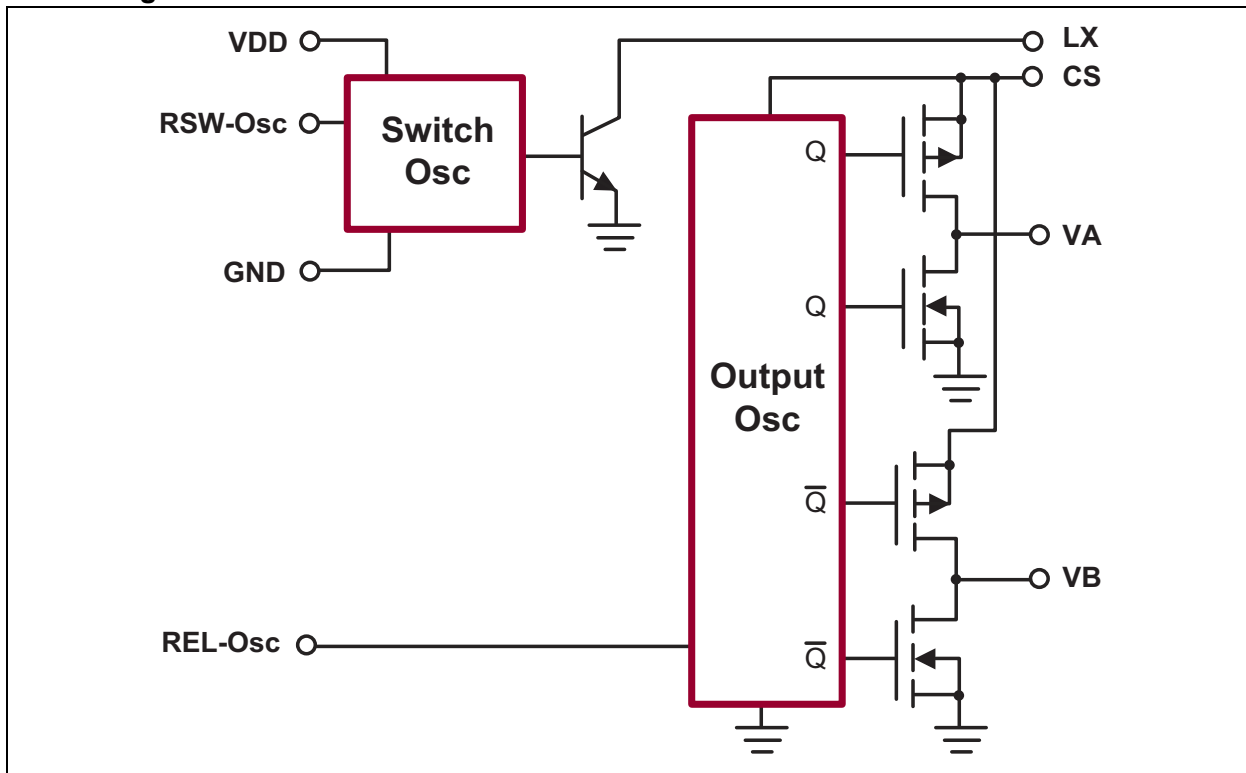 VDD
LX
CS
RSW-Osc
Switch
Osc
Q
VA
GND
Q
Output
Osc
Q̅
VB
REL-Osc
Q̅